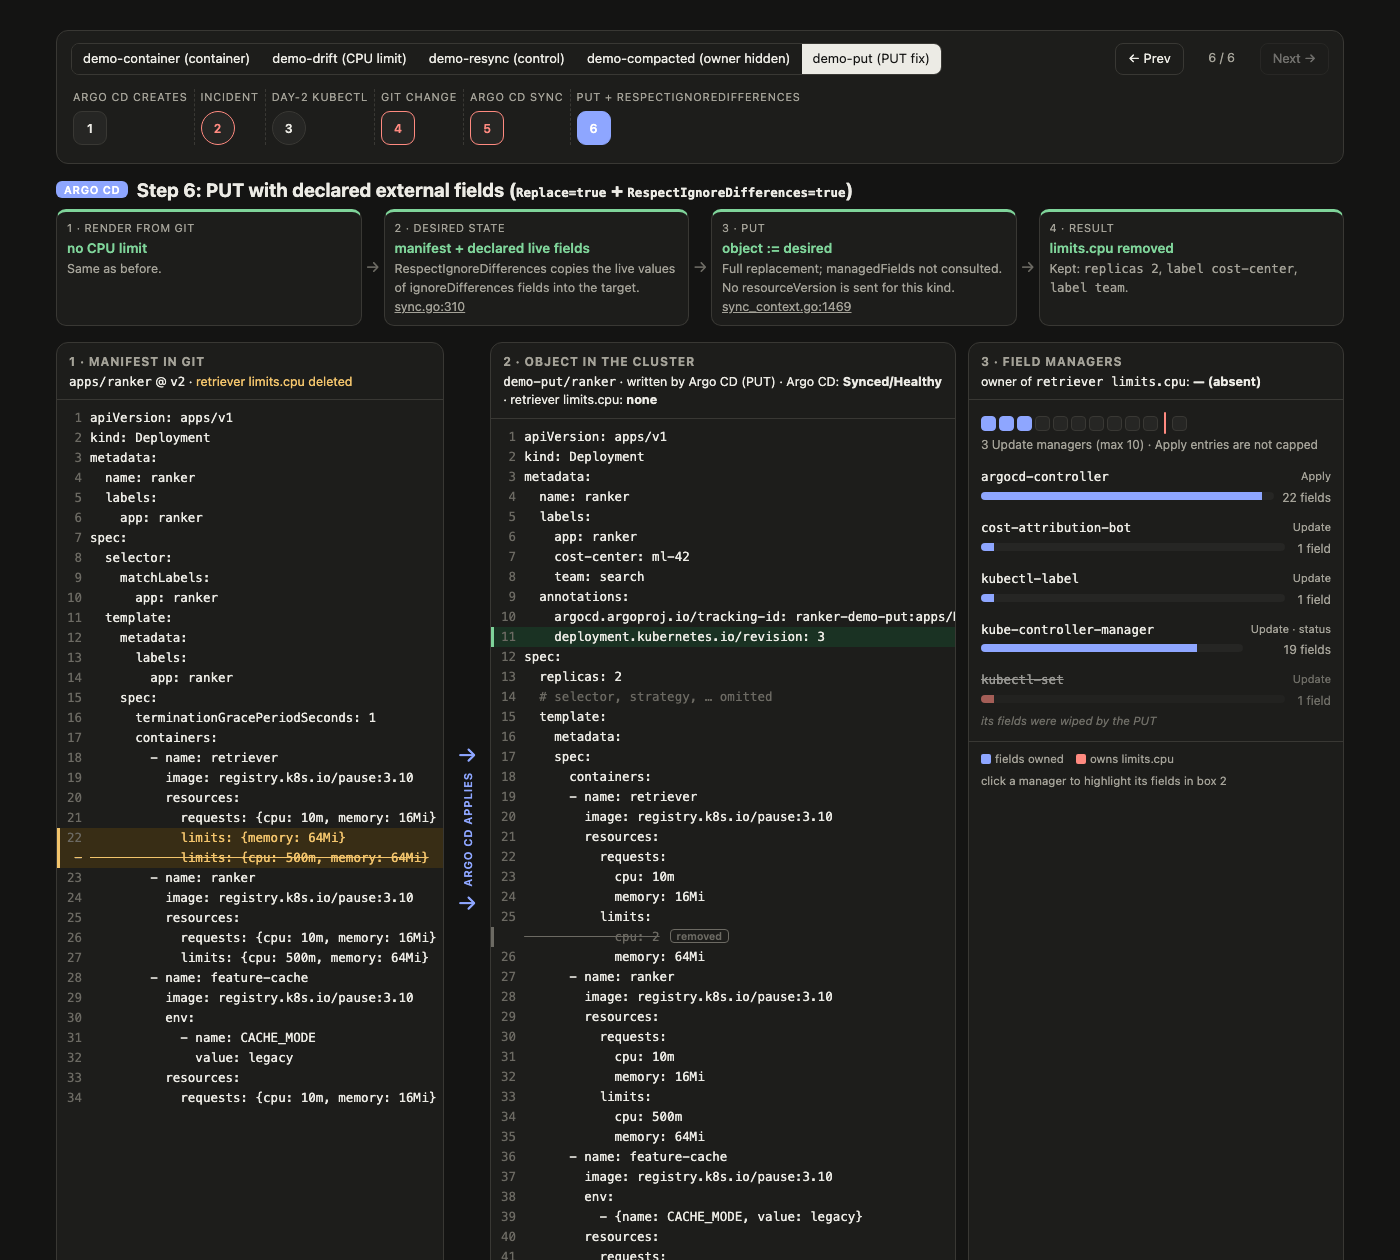 demo-container (container)
demo-drift (CPU limit)
demo-resync (control)
demo-compacted (owner hidden)
demo-put (PUT fix)
← Prev
6 / 6
Next →
ARGO CD CREATES
INCIDENT
DAY-2 KUBECTL
GIT CHANGE
ARGO CD SYNC
PUT + RESPECTIGNOREDIFFERENCES
1
2
3
4
5
6
ARGO CD
Step 6: PUT with declared external fields (Replace=true + RespectIgnoreDifferences=true)
1 · RENDER FROM GIT
no CPU limit
Same as before.
→
2 · DESIRED STATE
manifest + declared live fields
RespectIgnoreDifferences copies the live values
of ignoreDifferences fields into the target.
sync.go:310
→
3 · PUT
object := desired
Full replacement; managedFields not consulted.
No resourceVersion is sent for this kind.
sync_context.go:1469
→
4 · RESULT
limits.cpu removed
Kept: replicas 2, label cost-center,
label team.
1 · MANIFEST IN GIT
apps/ranker @ v2 · retriever limits.cpu deleted
1 apiVersion: apps/v1
2 kind: Deployment
3 metadata:
4 name: ranker
5 labels:
6 app: ranker
7 spec:
8 selector:
9 matchLabels:
10 app: ranker
11 template:
12 metadata:
13 labels:
14 app: ranker
15 spec:
16 terminationGracePeriodSeconds: 1
17 containers:
18 - name: retriever
19 image: registry.k8s.io/pause:3.10
20 resources:
21 requests: {cpu: 10m, memory: 16Mi}
22 limits: {memory: 64Mi}
– limits: {cpu: 500m, memory: 64Mi}
23 - name: ranker
24 image: registry.k8s.io/pause:3.10
25 resources:
26 requests: {cpu: 10m, memory: 16Mi}
27 limits: {cpu: 500m, memory: 64Mi}
28 - name: feature-cache
29 image: registry.k8s.io/pause:3.10
30 env:
31 - name: CACHE_MODE
32 value: legacy
33 resources:
34 requests: {cpu: 10m, memory: 16Mi}
→ ARGO CD APPLIES →
2 · OBJECT IN THE CLUSTER
demo-put/ranker · written by Argo CD (PUT) · Argo CD: Synced/Healthy
· retriever limits.cpu: none
1 apiVersion: apps/v1
2 kind: Deployment
3 metadata:
4 name: ranker
5 labels:
6 app: ranker
7 cost-center: ml-42
8 team: search
9 annotations:
10 argocd.argoproj.io/tracking-id: ranker-demo-put:apps/
11 deployment.kubernetes.io/revision: 3
12 spec:
13 replicas: 2
14 # selector, strategy, … omitted
15 template:
16 metadata:
17 spec:
18 containers:
19 - name: retriever
20 image: registry.k8s.io/pause:3.10
21 resources:
22 requests:
23 cpu: 10m
24 memory: 16Mi
25 limits:
cpu: 2 removed
26 memory: 64Mi
27 - name: ranker
28 image: registry.k8s.io/pause:3.10
29 resources:
30 requests:
31 cpu: 10m
32 memory: 16Mi
33 limits:
34 cpu: 500m
35 memory: 64Mi
36 - name: feature-cache
37 image: registry.k8s.io/pause:3.10
38 env:
39 - {name: CACHE_MODE, value: legacy}
40 resources:
41 requests:
3 · FIELD MANAGERS
owner of retriever limits.cpu: — (absent)
3 Update managers (max 10) · Apply entries are not capped
argocd-controller Apply
22 fields
cost-attribution-bot Update
1 field
kubectl-label Update
1 field
kube-controller-manager Update · status
19 fields
kubectl-set Update
1 field
its fields were wiped by the PUT
fields owned owns limits.cpu
click a manager to highlight its fields in box 2